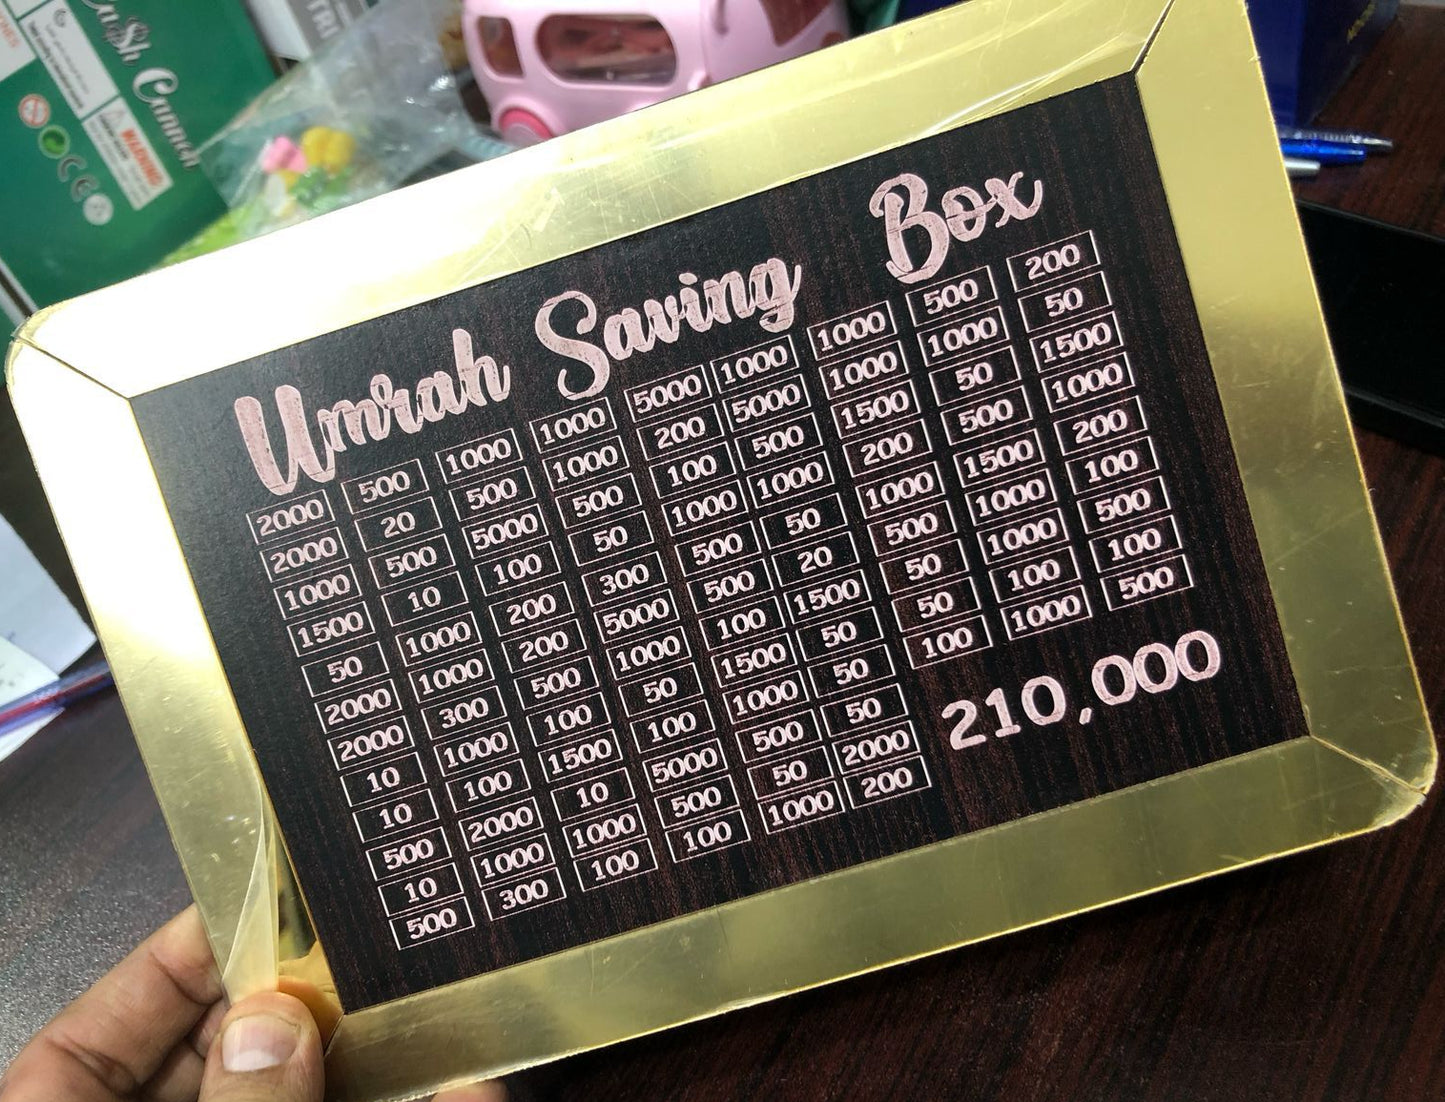 Ca$h Cannon
WARNING
Umrah Saving Box
2000 500 1000 1000 5000 1000 1000 500 200
2000 20 500 1000 200 5000 1000 1000 50
1000 500 5000 500 100 500 1500 50 1500
1500 10 100 50 1000 1000 200 500 1000
50 1000 200 300 500 50 1000 1500 200
2000 1000 200 5000 500 20 500 1000 100
2000 300 500 1000 100 1500 50 1000 500
10 1000 100 50 1500 50 50 100 100
10 100 1500 100 1000 50 100 1000 500
500 2000 10 5000 500 50
10 1000 1000 500 50 2000
500 300 100 100 1000 200
210,000